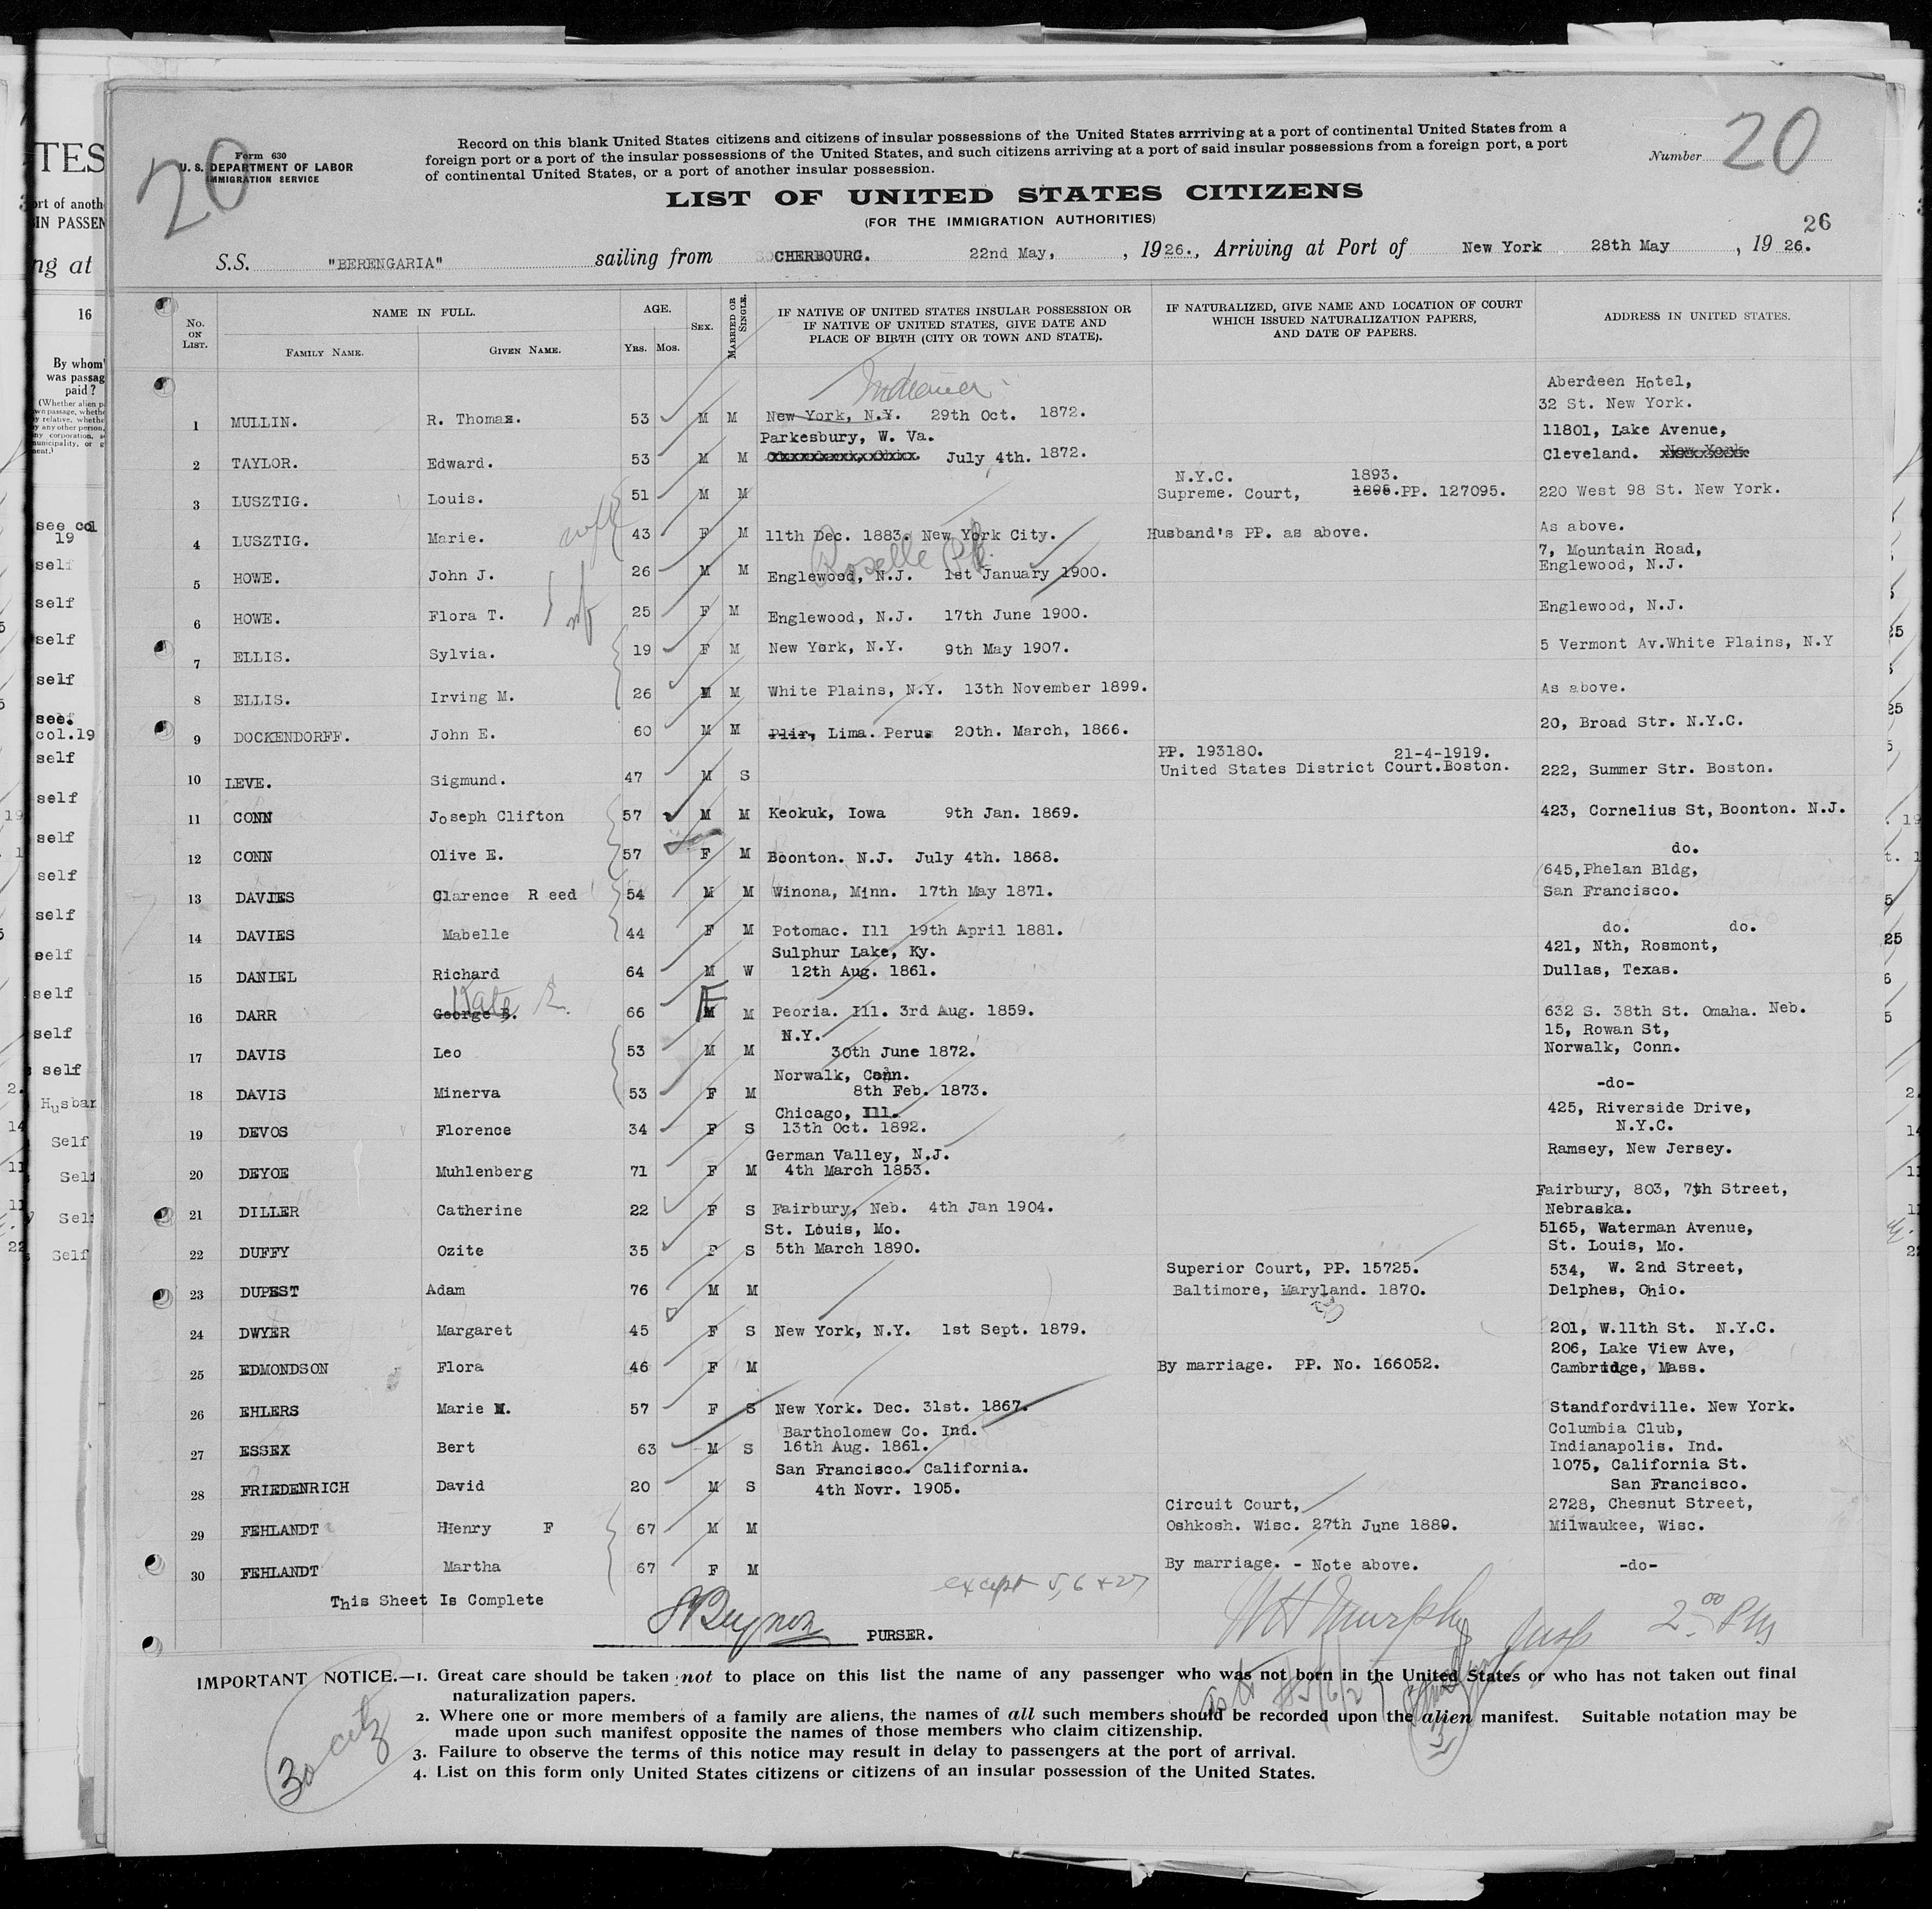 20
Form 630
U. S. DEPARTMENT OF LABOR
IMMIGRATION SERVICE
Record on this blank United States citizens and citizens of insular possessions of the United States arrriving at a port of continental United States from a
foreign port or a port of the insular possessions of the United States, and such citizens arriving at a port of said insular possessions from a foreign port, a port
of continental United States, or a port of another insular possession.
Number 20
LIST OF UNITED STATES CITIZENS
(FOR THE IMMIGRATION AUTHORITIES)
26
S.S. "BERENGARIA" sailing from CHERBOURG. 22nd May, , 1926., Arriving at Port of New York 28th May , 19 26.
No. ON LIST. NAME IN FULL. FAMILY NAME. GIVEN NAME. AGE. YRS. MOS. SEX. MARRIED OR SINGLE. IF NATIVE OF UNITED STATES INSULAR POSSESSION OR IF NATIVE OF UNITED STATES, GIVE DATE AND PLACE OF BIRTH (CITY OR TOWN AND STATE). IF NATURALIZED, GIVE NAME AND LOCATION OF COURT WHICH ISSUED NATURALIZATION PAPERS, AND DATE OF PAPERS. ADDRESS IN UNITED STATES.
Indiana
1 MULLIN. R. Thomas. 53 M M New York, N.Y. 29th Oct. 1872. Aberdeen Hotel, 32 St. New York.
2 TAYLOR. Edward. 53 M M Parkesbury, W. Va. July 4th. 1872. 11801, Lake Avenue, Cleveland. New York
3 LUSZTIG. Louis. 51 M M N.Y.C. 1893. Supreme. Court, 1895. PP. 127095. 220 West 98 St. New York.
4 LUSZTIG. Marie. wife 43 F M 11th Dec. 1883. New York City. Husband's PP. as above. As above.
Roselle Pk.
5 HOWE. John J. 26 M M Englewood, N.J. 1st January 1900. 7, Mountain Road, Englewood, N.J.
6 HOWE. Flora T. wf 25 F M Englewood, N.J. 17th June 1900. Englewood, N.J.
7 ELLIS. Sylvia. 19 F M New York, N.Y. 9th May 1907. 5 Vermont Av.White Plains, N.Y
8 ELLIS. Irving M. 26 M M White Plains, N.Y. 13th November 1899. As above.
9 DOCKENDORFF. John E. 60 M M Plir, Lima. Perus 20th. March, 1866. 20, Broad Str. N.Y.C.
10 LEVE. Sigmund. 47 M S PP. 193180. 21-4-1919. United States District Court.Boston. 222, Summer Str. Boston.
11 CONN Joseph Clifton 57 M M Keokuk, Iowa 9th Jan. 1869. 423, Cornelius St, Boonton. N.J.
12 CONN Olive E. 57 F M Boonton. N.J. July 4th. 1868. do.
13 DAVIES Clarence R eed 54 M M Winona, Minn. 17th May 1871. 645,Phelan Bldg, San Francisco.
14 DAVIES Mabelle 44 F M Potomac. Ill 19th April 1881. do. do.
15 DANIEL Richard 64 M W Sulphur Lake, Ky. 12th Aug. 1861. 421, Nth, Rosmont, Dullas, Texas.
Kate E.
16 DARR George E. 66 F M M Peoria. Ill. 3rd Aug. 1859. 632 S. 38th St. Omaha. Neb.
17 DAVIS Leo 53 M M N.Y. 30th June 1872. 15, Rowan St, Norwalk, Conn.
18 DAVIS Minerva 53 F M Norwalk, Conn. 8th Feb. 1873. -do-
19 DEVOS Florence 34 F S Chicago, Ill. 13th Oct. 1892. 425, Riverside Drive, N.Y.C.
20 DEYOE Muhlenberg 71 F M German Valley, N.J. 4th March 1853. Ramsey, New Jersey.
21 DILLER Catherine 22 F S Fairbury, Neb. 4th Jan 1904. Fairbury, 803, 7th Street, Nebraska.
22 DUFFY Ozite 35 F S St. Louis, Mo. 5th March 1890. 5165, Waterman Avenue, St. Louis, Mo.
23 DUPEST Adam 76 M M Superior Court, PP. 15725. Baltimore, Maryland. 1870. 534, W. 2nd Street, Delphes, Ohio.
24 DWYER Margaret 45 F S New York, N.Y. 1st Sept. 1879. 201, W.11th St. N.Y.C.
25 EDMONDSON Flora 46 F M By marriage. PP. No. 166052. 206, Lake View Ave, Cambridge, Mass.
26 EHLERS Marie M. 57 F S New York. Dec. 31st. 1867. Standfordville. New York.
27 ESSEX Bert 63 M S Bartholomew Co. Ind. 16th Aug. 1861. Columbia Club, Indianapolis. Ind.
28 FRIEDENRICH David 20 M S San Francisco. California. 4th Novr. 1905. 1075, California St. San Francisco.
29 FEHLANDT Henry F 67 M M Circuit Court, Oshkosh. Wisc. 27th June 1889. 2728, Chesnut Street, Milwaukee, Wisc.
30 FEHLANDT Martha 67 F M By marriage. - Note above. -do-
except 5, 6 + 27
This Sheet Is Complete
PURSER.
W H Murphy Insp 2.00 PM
IMPORTANT NOTICE.—1. Great care should be taken not to place on this list the name of any passenger who was not born in the United States or who has not taken out final
naturalization papers.
2. Where one or more members of a family are aliens, the names of all such members should be recorded upon the alien manifest. Suitable notation may be
made upon such manifest opposite the names of those members who claim citizenship.
3. Failure to observe the terms of this notice may result in delay to passengers at the port of arrival.
4. List on this form only United States citizens or citizens of an insular possession of the United States.
30 citz